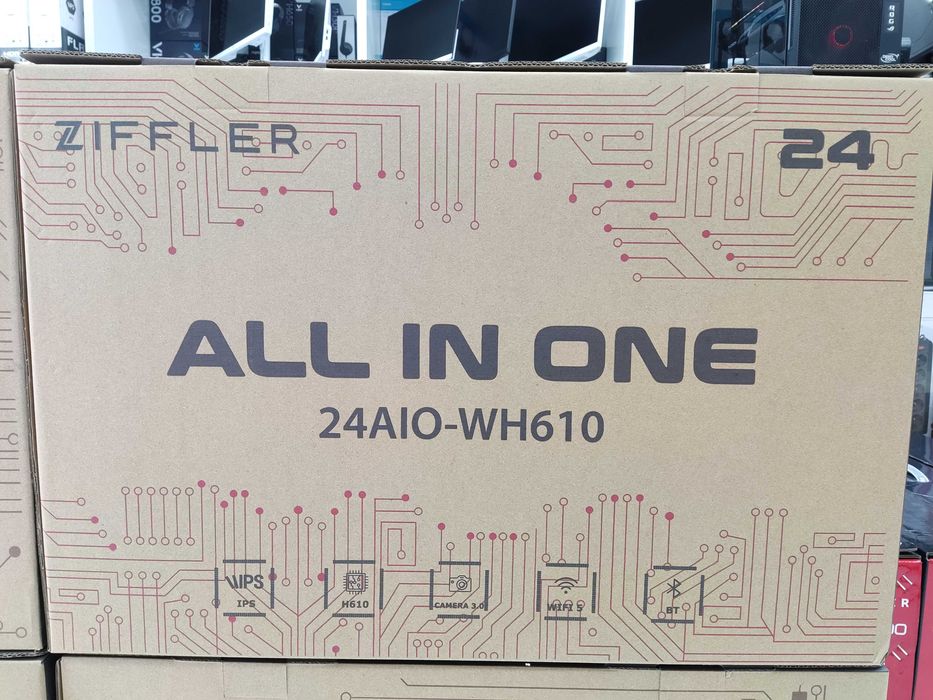 ZIFFLER
24
ALL IN ONE
24AIO-WH610
IPS
IPS
H610
CAMERA 3.0
WIFI 5
BT